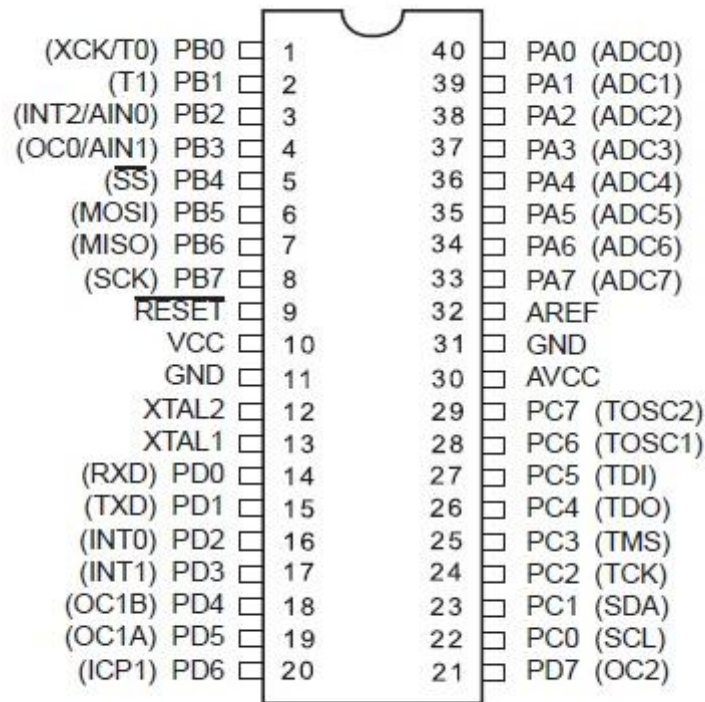 (XCK/T0) PB0 1 40 PA0 (ADC0)
(T1) PB1 2 39 PA1 (ADC1)
(INT2/AIN0) PB2 3 38 PA2 (ADC2)
(OC0/AIN1) PB3 4 37 PA3 (ADC3)
(SS) PB4 5 36 PA4 (ADC4)
(MOSI) PB5 6 35 PA5 (ADC5)
(MISO) PB6 7 34 PA6 (ADC6)
(SCK) PB7 8 33 PA7 (ADC7)
RESET 9 32 AREF
VCC 10 31 GND
GND 11 30 AVCC
XTAL2 12 29 PC7 (TOSC2)
XTAL1 13 28 PC6 (TOSC1)
(RXD) PD0 14 27 PC5 (TDI)
(TXD) PD1 15 26 PC4 (TDO)
(INT0) PD2 16 25 PC3 (TMS)
(INT1) PD3 17 24 PC2 (TCK)
(OC1B) PD4 18 23 PC1 (SDA)
(OC1A) PD5 19 22 PC0 (SCL)
(ICP1) PD6 20 21 PD7 (OC2)